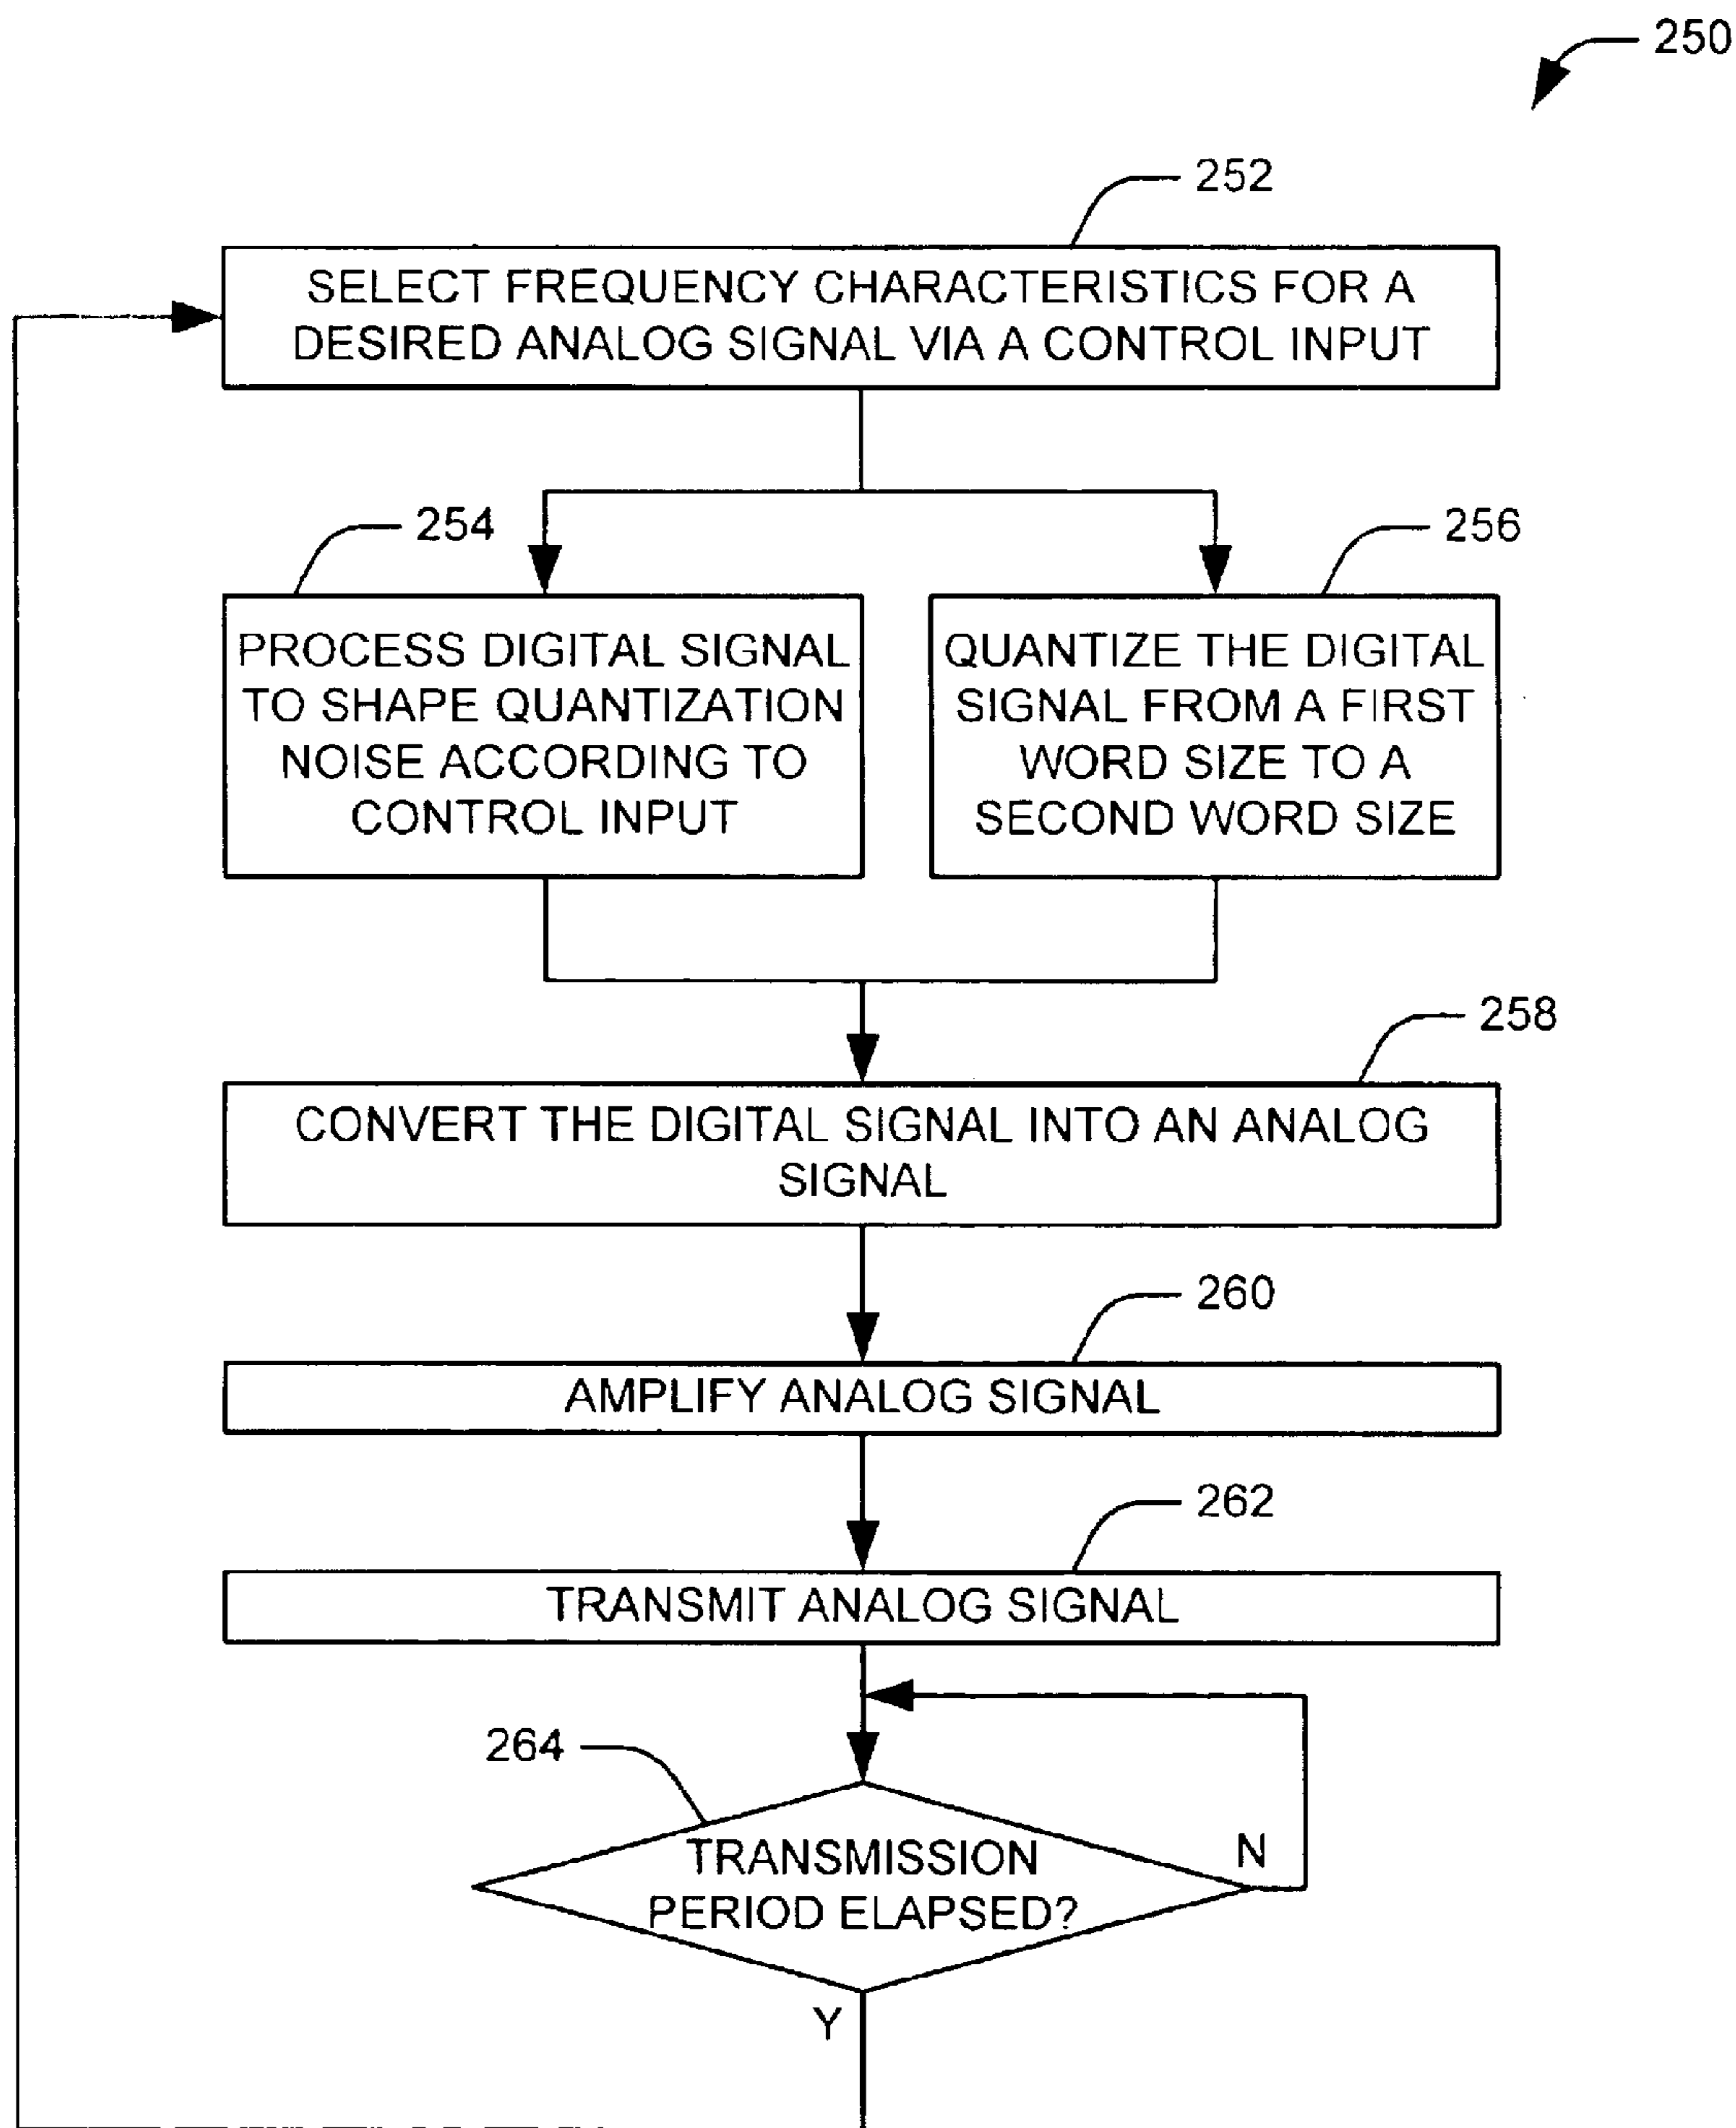 250
252
SELECT FREQUENCY CHARACTERISTICS FOR A
DESIRED ANALOG SIGNAL VIA A CONTROL INPUT
254
PROCESS DIGITAL SIGNAL
TO SHAPE QUANTIZATION
NOISE ACCORDING TO
CONTROL INPUT
256
QUANTIZE THE DIGITAL
SIGNAL FROM A FIRST
WORD SIZE TO A
SECOND WORD SIZE
258
CONVERT THE DIGITAL SIGNAL INTO AN ANALOG
SIGNAL
260
AMPLIFY ANALOG SIGNAL
262
TRANSMIT ANALOG SIGNAL
264
TRANSMISSION
PERIOD ELAPSED?
N
Y